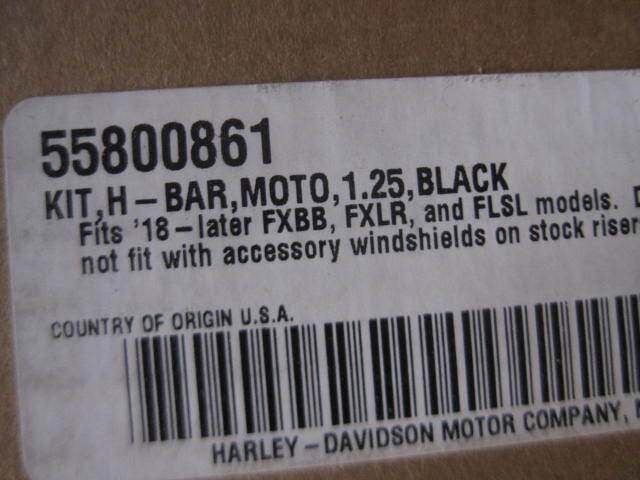 55800861
KIT,H-BAR,MOTO,1.25,BLACK
Fits '18-later FXBB, FXLR, and FLSL models.
not fit with accessory windshields on stock riser
COUNTRY OF ORIGIN U.S.A.
HARLEY-DAVIDSON MOTOR COMPANY,